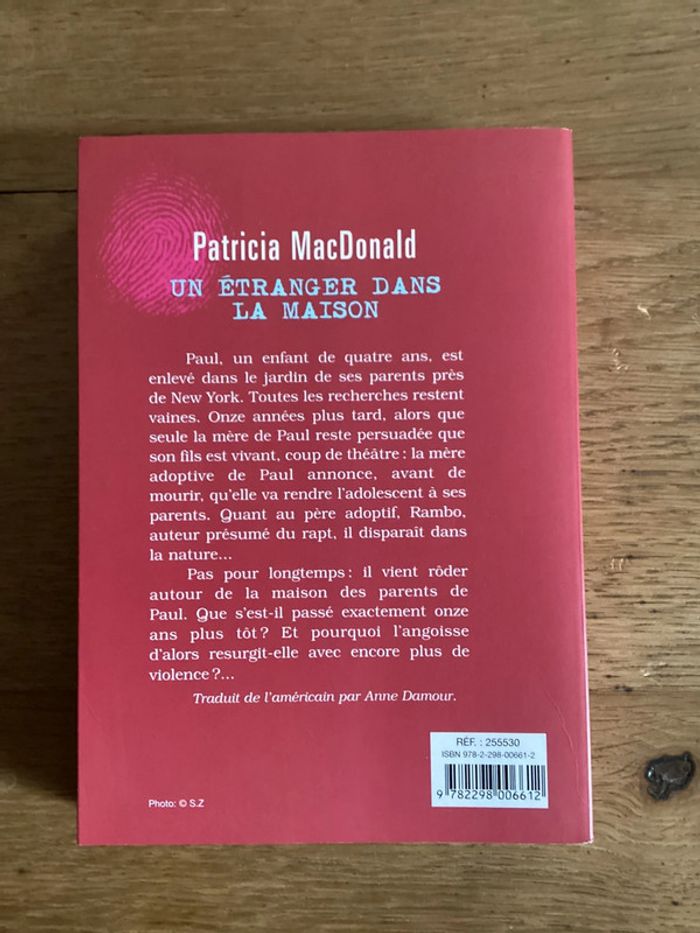 Patricia MacDonald
UN ÉTRANGER DANS
LA MAISON
Paul, un enfant de quatre ans, est
enlevé dans le jardin de ses parents près
de New York. Toutes les recherches restent
vaines. Onze années plus tard, alors que
seule la mère de Paul reste persuadée que
son fils est vivant, coup de théâtre : la mère
adoptive de Paul annonce, avant de
mourir, qu'elle va rendre l'adolescent à ses
parents. Quant au père adoptif, Rambo,
auteur présumé du rapt, il disparaît dans
la nature...
Pas pour longtemps : il vient rôder
autour de la maison des parents de
Paul. Que s'est-il passé exactement onze
ans plus tôt ? Et pourquoi l'angoisse
d'alors resurgit-elle avec encore plus de
violence ?...
Traduit de l'américain par Anne Damour.
RÉF. : 255530
ISBN 978-2-298-00661-2
9 782298 006612
Photo: © S.Z